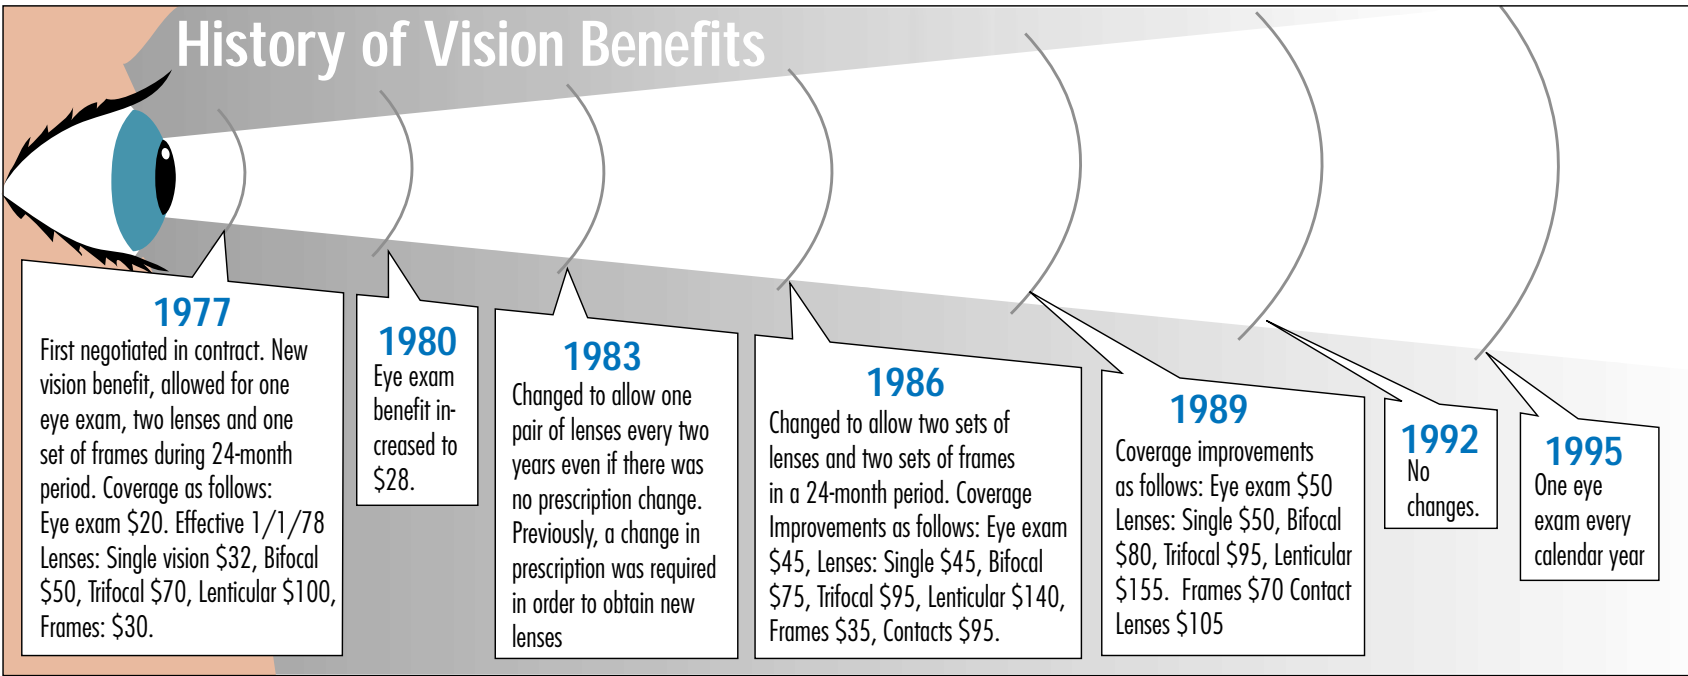 History of Vision Benefits
1977
First negotiated in contract. New
vision benefit, allowed for one
eye exam, two lenses and one
set of frames during 24-month
period. Coverage as follows:
Eye exam $20. Effective 1/1/78
Lenses: Single vision $32, Bifocal
$50, Trifocal $70, Lenticular $100,
Frames: $30.
1980
Eye exam
benefit in-
creased to
$28.
1983
Changed to allow one
pair of lenses every two
years even if there was
no prescription change.
Previously, a change in
prescription was required
in order to obtain new
lenses
1986
Changed to allow two sets of
lenses and two sets of frames
in a 24-month period. Coverage
Improvements as follows: Eye exam
$45, Lenses: Single $45, Bifocal
$75, Trifocal $95, Lenticular $140,
Frames $35, Contacts $95.
1989
Coverage improvements
as follows: Eye exam $50
Lenses: Single $50, Bifocal
$80, Trifocal $95, Lenticular
$155.  Frames $70 Contact
Lenses $105
1992
No
changes.
1995
One eye
exam every
calendar year